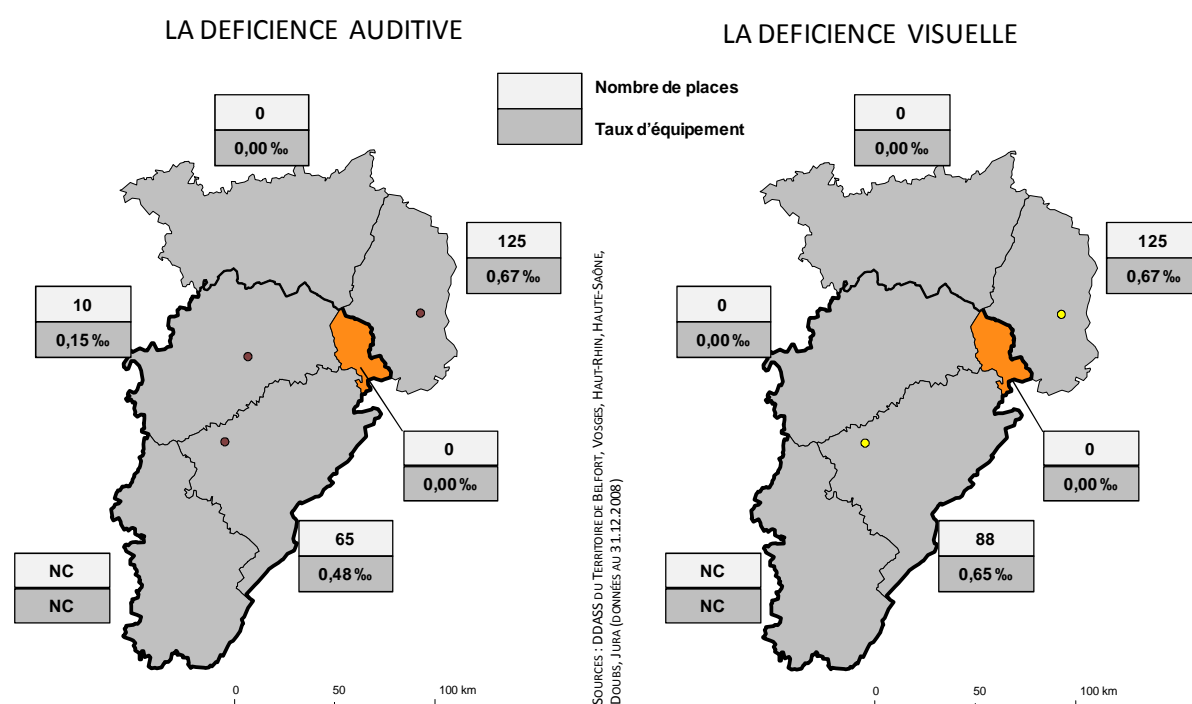 LA DEFICIENCE AUDITIVE
LA DEFICIENCE VISUELLE
Nombre de places
Taux d'équipement
0
0,00 ‰
125
0,67 ‰
10
0,15 ‰
0
0,00 ‰
65
0,48 ‰
NC
NC
0 50 100 km
SOURCES : DDASS DU TERRITOIRE DE BELFORT, VOSGES, HAUT-RHIN, HAUTE-SAÔNE,
DOUBS, JURA (DONNÉES AU 31.12.2008)
0
0,00 ‰
125
0,67 ‰
0
0,00 ‰
0
0,00 ‰
88
0,65 ‰
NC
NC
0 50 100 km